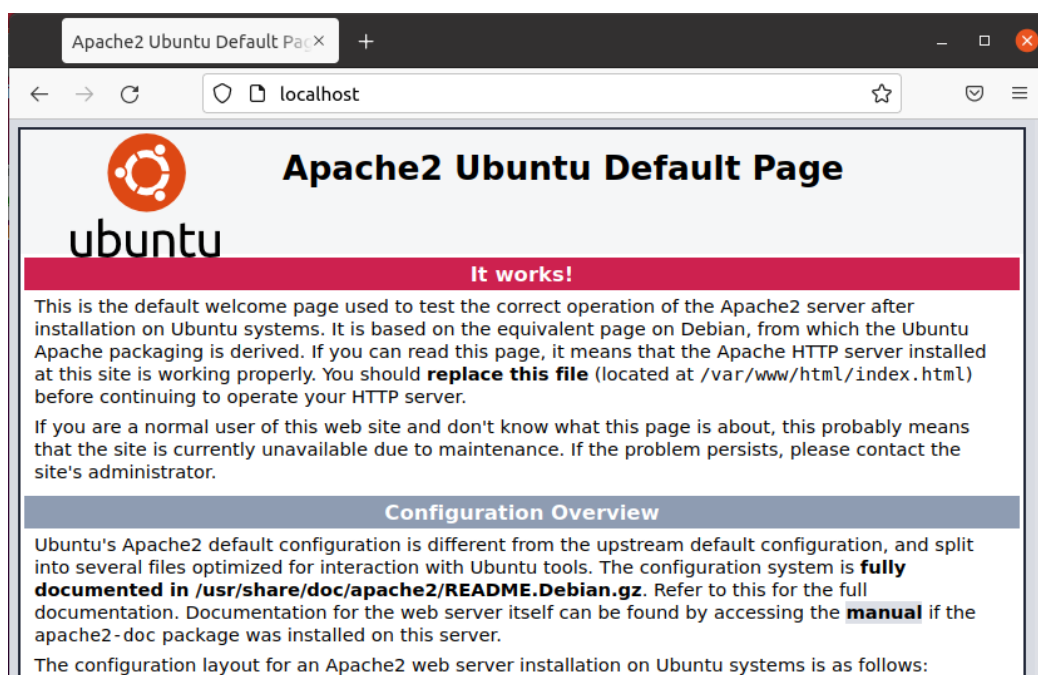 Apache2 Ubuntu Default Pag
localhost
ubuntu
Apache2 Ubuntu Default Page
It works!
This is the default welcome page used to test the correct operation of the Apache2 server after
installation on Ubuntu systems. It is based on the equivalent page on Debian, from which the Ubuntu
Apache packaging is derived. If you can read this page, it means that the Apache HTTP server installed
at this site is working properly. You should replace this file (located at /var/www/html/index.html)
before continuing to operate your HTTP server.
If you are a normal user of this web site and don't know what this page is about, this probably means
that the site is currently unavailable due to maintenance. If the problem persists, please contact the
site's administrator.
Configuration Overview
Ubuntu's Apache2 default configuration is different from the upstream default configuration, and split
into several files optimized for interaction with Ubuntu tools. The configuration system is fully
documented in /usr/share/doc/apache2/README.Debian.gz. Refer to this for the full
documentation. Documentation for the web server itself can be found by accessing the manual if the
apache2-doc package was installed on this server.
The configuration layout for an Apache2 web server installation on Ubuntu systems is as follows: